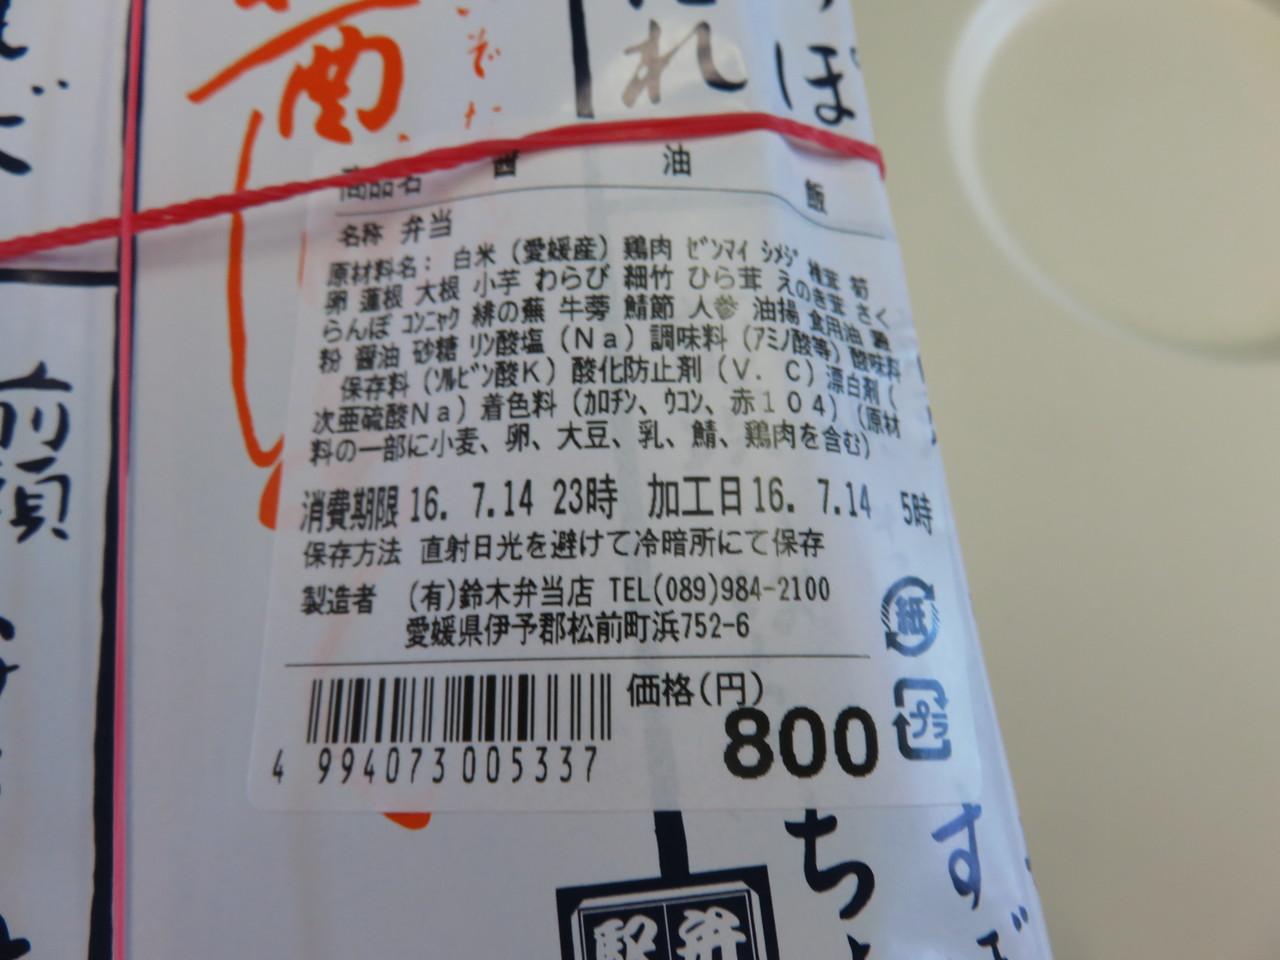 たれ
っぽ
商品名 醤油飯
名称 弁当
原材料名: 白米 (愛媛産) 鶏肉 ゼンマイ シメジ 椎茸 筍
卵 蓮根 大根 小芋 わらび 細竹 ひら茸 えのき茸 さく
らんぼ コンニャク 緋の蕪 牛蒡 鯖節 人参 油揚 食用油 澱
粉 醤油 砂糖 リン酸塩 (Na) 調味料 (アミノ酸等) 酸味料
保存料 (ソルビン酸K) 酸化防止剤 (V. C) 漂白剤 (
次亜硫酸Na) 着色料 (カロチン、ウコン、赤104) (原材
料の一部に小麦、卵、大豆、乳、鯖、鶏肉を含む)
消費期限 16. 7.14 23時 加工日 16. 7.14 5時
保存方法 直射日光を避けて冷暗所にて保存
製造者 (有)鈴木弁当店 TEL(089)984-2100
愛媛県伊予郡松前町浜752-6
紙
プラ
価格(円)
800
4 994073 005337
前頭
ち
す
駅弁